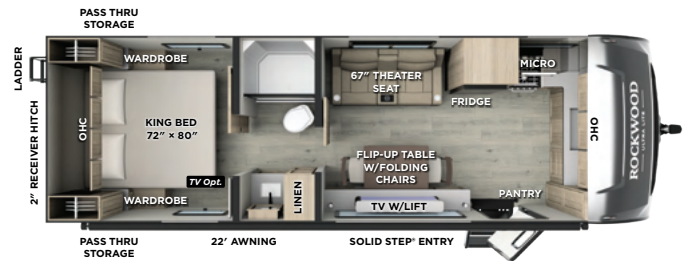 PASS THRU
STORAGE
LADDER
WARDROBE
MICRO
67" THEATER
SEAT
FRIDGE
OHC
KING BED
72" × 80"
OHC
ROCKWOOD
ULTRA LITE
2" RECEIVER HITCH
FLIP-UP TABLE
W/FOLDING
CHAIRS
TV Opt.
LINEN
WARDROBE
PANTRY
TV W/LIFT
PASS THRU
STORAGE
22' AWNING
SOLID STEP® ENTRY